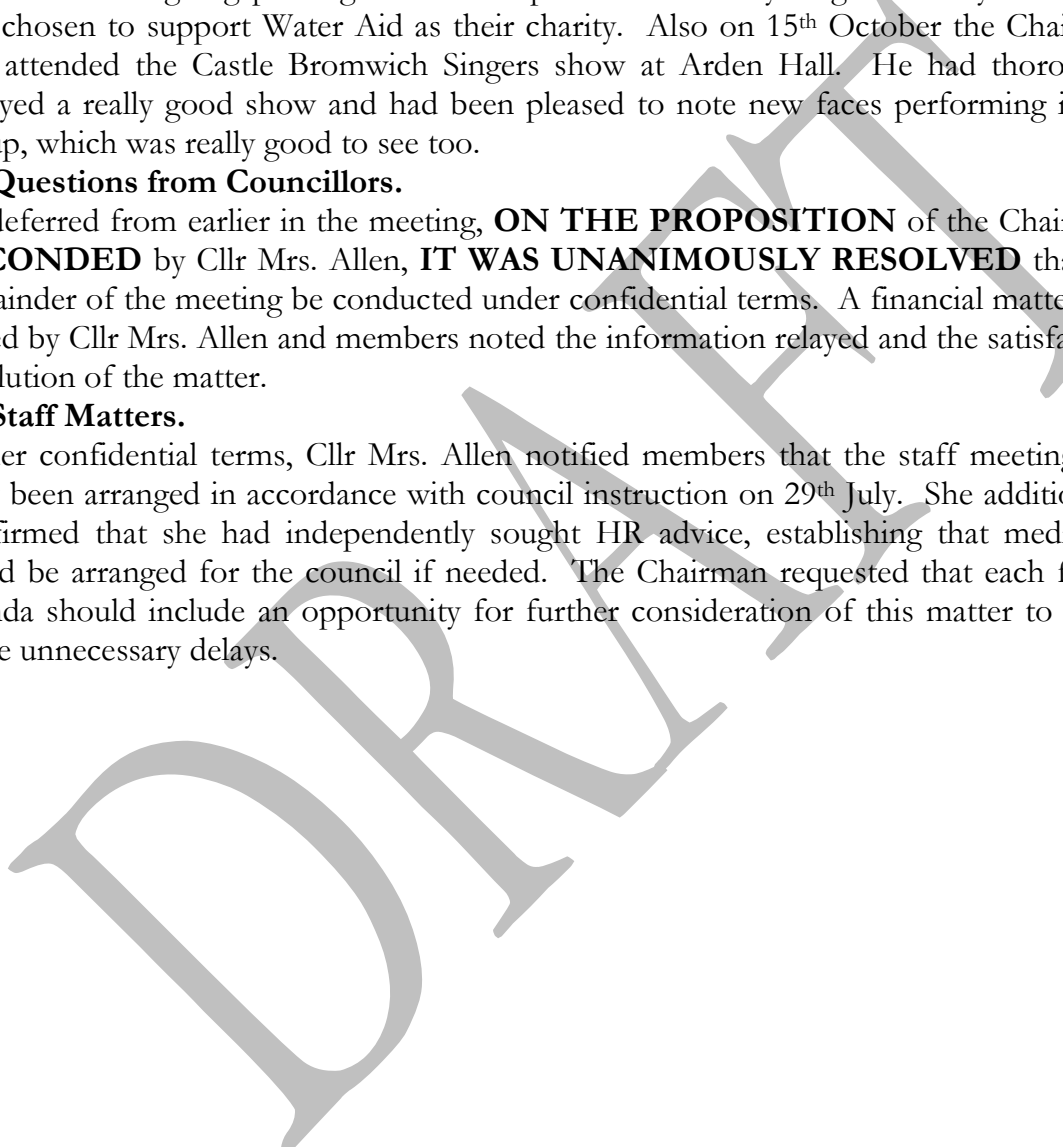 chosen to support Water Aid as their charity. Also on 15th October the Chai
attended the Castle Bromwich Singers show at Arden Hall. He had thoro
yed a really good show and had been pleased to note new faces performing i
up, which was really good to see too.
Questions from Councillors.
deferred from earlier in the meeting, ON THE PROPOSITION of the Chai
CONDED by Cllr Mrs. Allen, IT WAS UNANIMOUSLY RESOLVED tha
ainder of the meeting be conducted under confidential terms. A financial matte
ed by Cllr Mrs. Allen and members noted the information relayed and the satisfa
lution of the matter.
Staff Matters.
er confidential terms, Cllr Mrs. Allen notified members that the staff meeting
been arranged in accordance with council instruction on 29th July. She additio
firmed that she had independently sought HR advice, establishing that med
d be arranged for the council if needed. The Chairman requested that each f
nda should include an opportunity for further consideration of this matter to
e unnecessary delays.
DRAFT